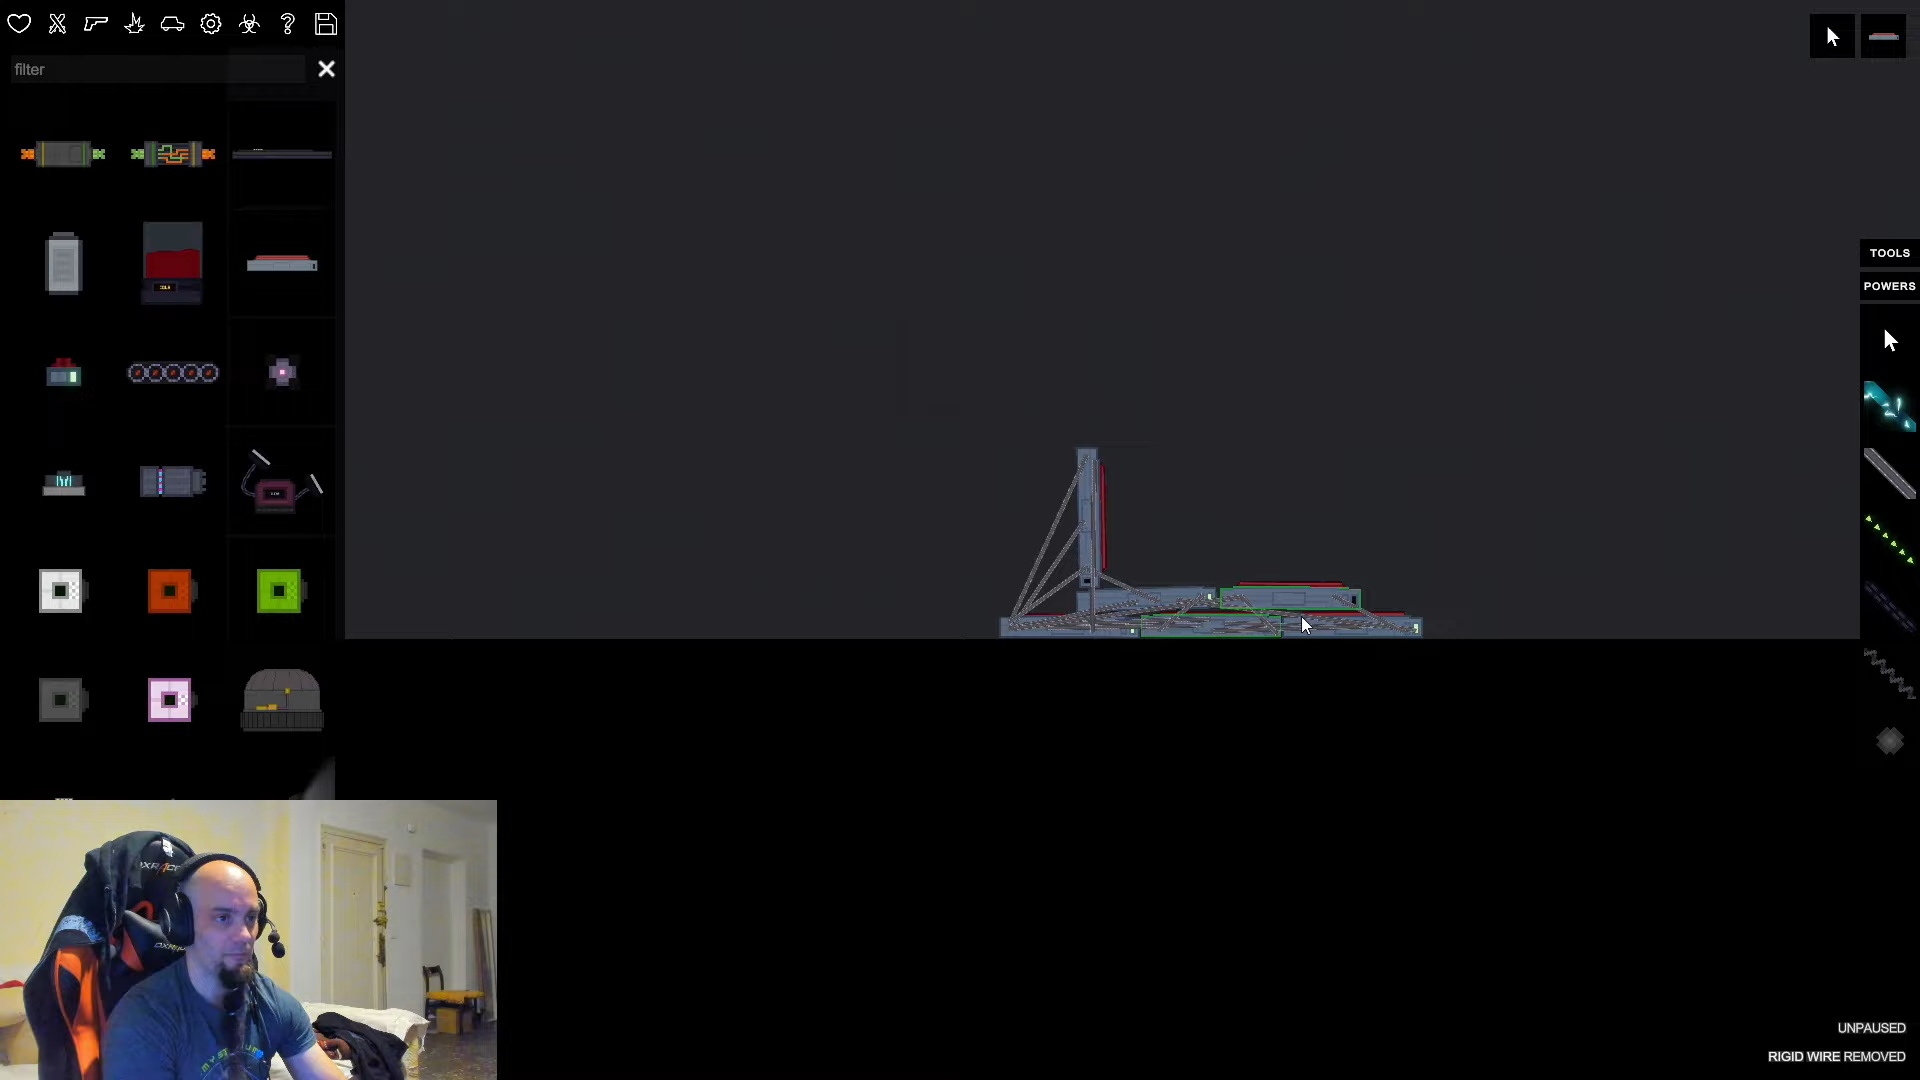 filter
TOOLS
POWERS
UNPAUSED
RIGID WIRE REMOVED